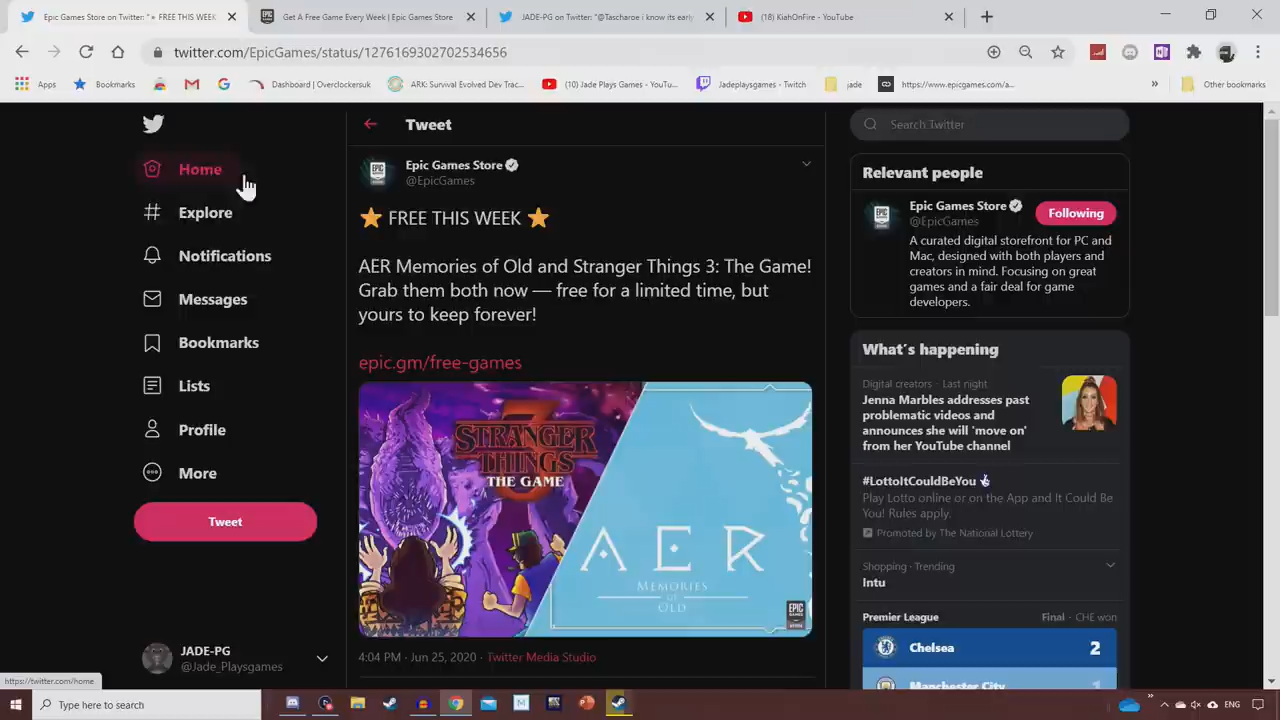 Epic Games Store on Twitter: "⭐ FREE THIS WEEK
Get A Free Game Every Week | Epic Games Store
JADE-PG on Twitter: "@Tascharoe i know its early
(18) KiahOnFire - YouTube
twitter.com/EpicGames/status/1276169302702534656
Apps
Bookmarks
Dashboard | Overclockersuk
ARK: Survival Evolved Dev Trac...
(10) Jade Plays Games - YouTu...
Jadeplaysgames - Twitch
jade
https://www.epicgames.com/a...
»
Other bookmarks
Home
Explore
Notifications
Messages
Bookmarks
Lists
Profile
More
Tweet
JADE-PG
@Jade_Playsgames
https://twitter.com/home
Tweet
Epic Games Store
@EpicGames
⭐ FREE THIS WEEK ⭐
AER Memories of Old and Stranger Things 3: The Game!
Grab them both now — free for a limited time, but
yours to keep forever!
epic.gm/free-games
3
STRANGER
THINGS
THE GAME
AER
MEMORIES
OF
OLD
EPIC
GAMES
STORE
4:04 PM · Jun 25, 2020 · Twitter Media Studio
Search Twitter
Relevant people
Epic Games Store
@EpicGames
Following
A curated digital storefront for PC and
Mac, designed with both players and
creators in mind. Focusing on great
games and a fair deal for game
developers.
What's happening
Digital creators · Last night
Jenna Marbles addresses past
problematic videos and
announces she will 'move on'
from her YouTube channel
#LottoItCouldBeYou
Play Lotto online or on the App and It Could Be
You! Rules apply.
Promoted by The National Lottery
Shopping · Trending
Intu
Premier League
Final · CHE won
Chelsea 2
Manchester City 1
Type here to search
ENG